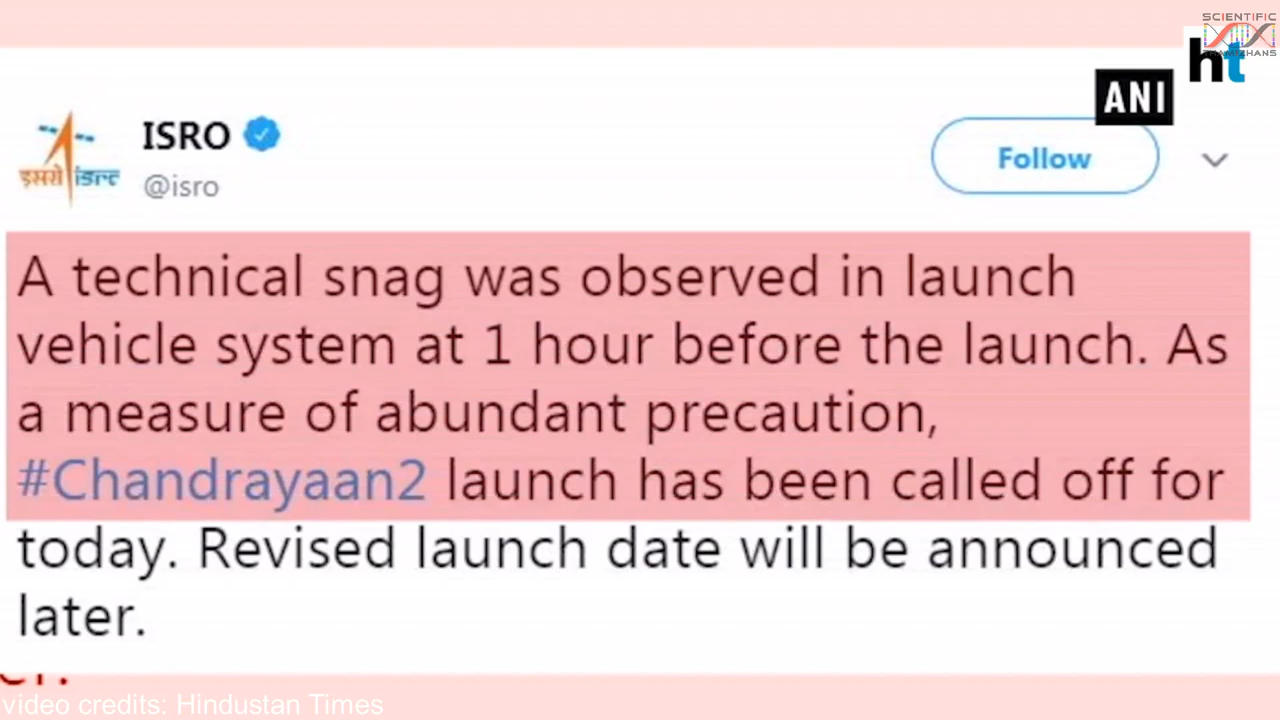 SCIENTIFIC
ht
ANI
ISRO
@isro
इसरो isro
Follow
A technical snag was observed in launch
vehicle system at 1 hour before the launch. As
a measure of abundant precaution,
#Chandrayaan2 launch has been called off for
today. Revised launch date will be announced
later.
video credits: Hindustan Times